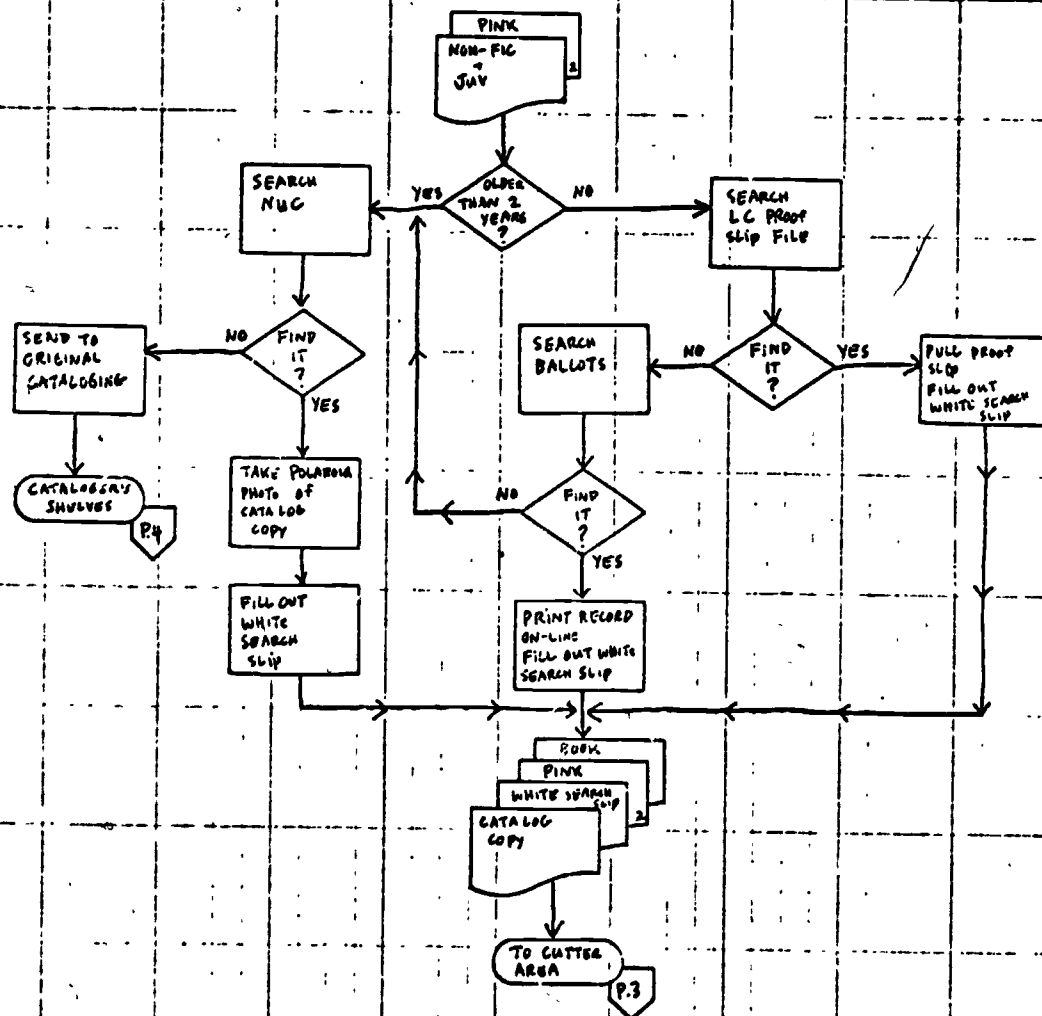 PINK
NON-FIC
+
JUV
2
OLDER
THAN 2
YEARS
?
YES
NO
SEARCH
NUC
SEARCH
LC PROOF
SLIP FILE
SEND TO
ORIGINAL
CATALOGING
NO
FIND
IT
?
YES
SEARCH
BALLOTS
NO
FIND
IT
?
YES
PULL PROOF
SLIP
FILL OUT
WHITE SEARCH
SLIP
CATALOGER'S
SHELVES
P.4
TAKE POLAROID
PHOTO OF
CATALOG
COPY
NO
FIND
IT
?
YES
FILL OUT
WHITE
SEARCH
SLIP
PRINT RECORD
ON-LINE
FILL OUT WHITE
SEARCH SLIP
BOOK
PINK
WHITE SEARCH
SLIP
2
CATALOG
COPY
TO CUTTER
AREA
P.3